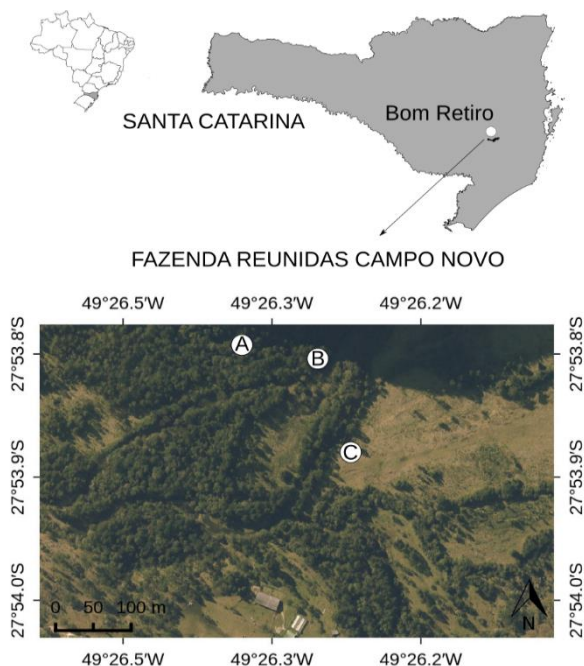 Bom Retiro
SANTA CATARINA
FAZENDA REUNIDAS CAMPO NOVO
49°26.5'W 49°26.3'W 49°26.2'W
27°53.8'S 27°53.8'S
A
B
C
27°53.9'S 27°53.9'S
27°54.0'S 27°54.0'S
0 50 100 m
N
49°26.5'W 49°26.3'W 49°26.2'W